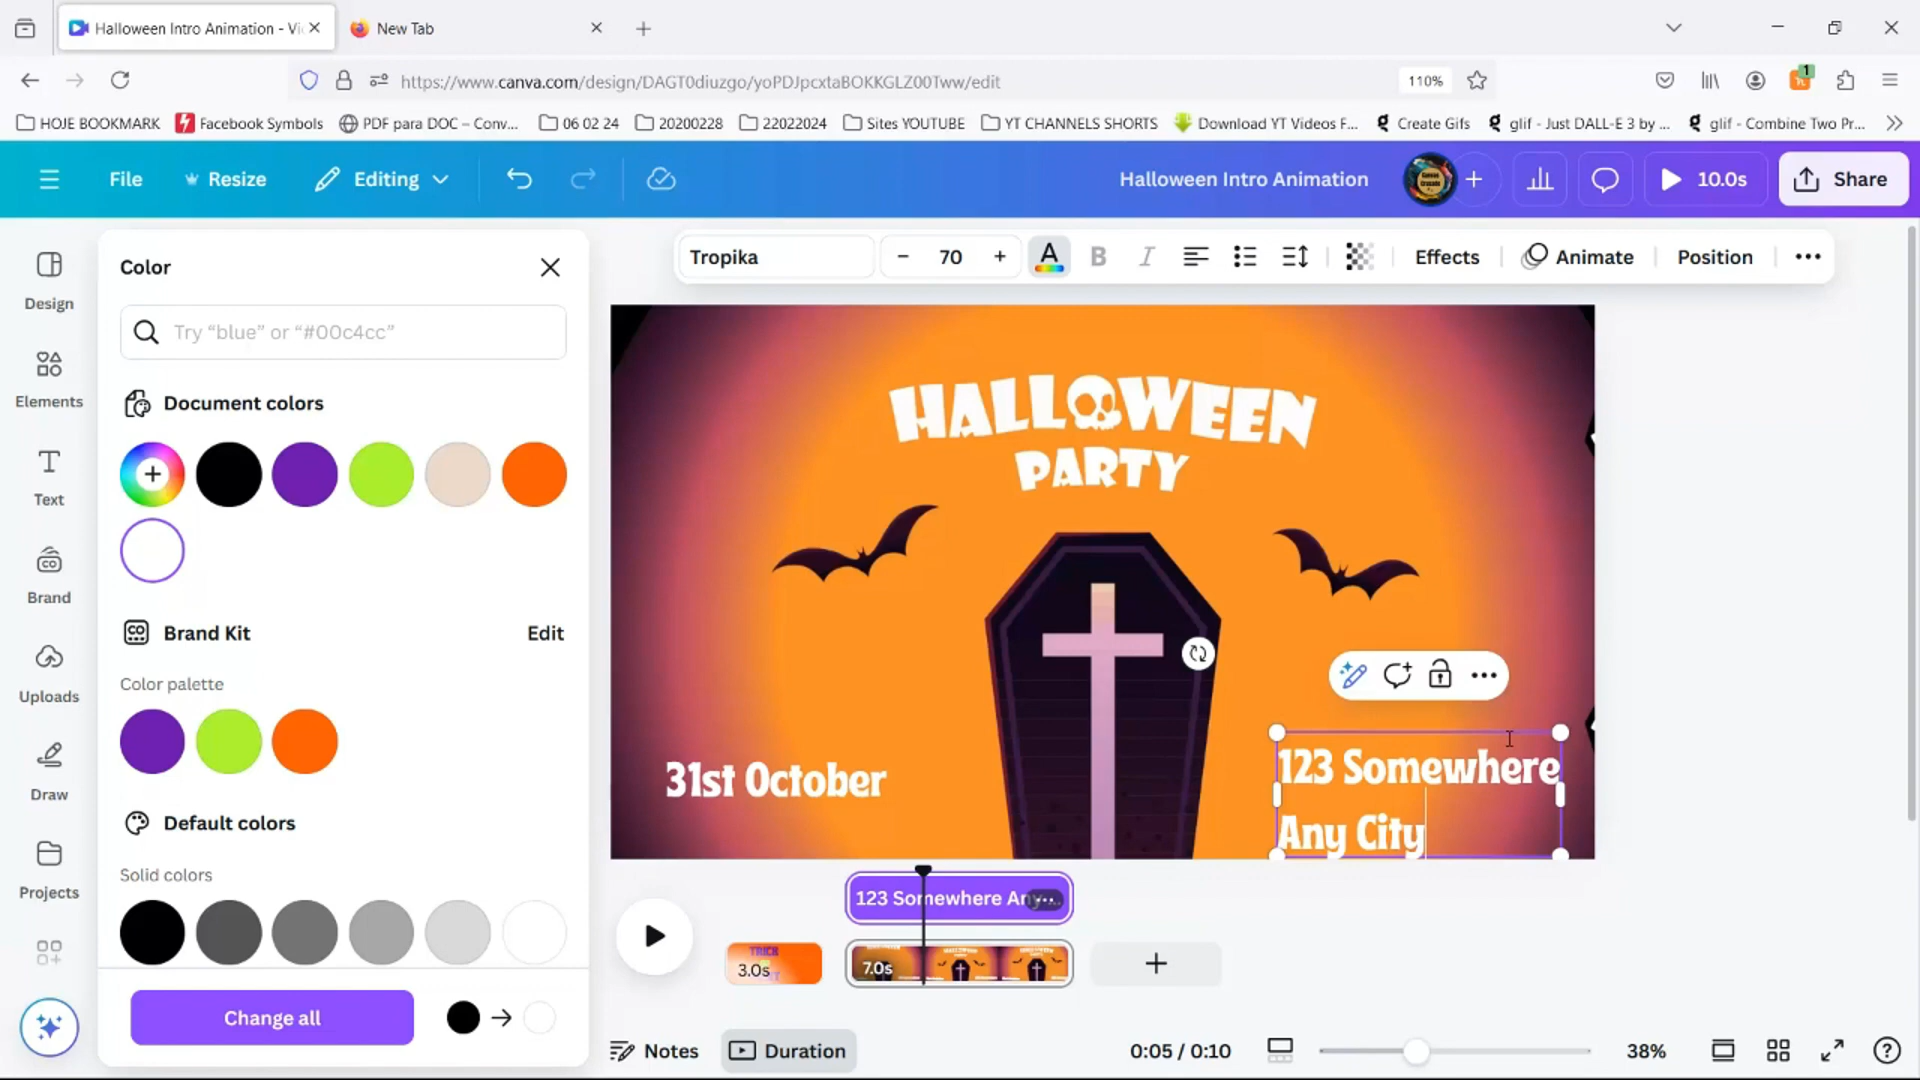 Halloween Intro Animation - Vi
New Tab
https://www.canva.com/design/DAGT0diuzgo/yoPDJpcxtaBOKKGLZ00Tww/edit
110%
1
HOJE BOOKMARK
Facebook Symbols
PDF para DOC – Conv...
06 02 24
20200228
22022024
Sites YOUTUBE
YT CHANNELS SHORTS
Download YT Videos F...
Create Gifs
glif - Just DALL-E 3 by ...
glif - Combine Two Pr...
File
Resize
Editing
Halloween Intro Animation
10.0s
Share
Design
Elements
Text
Brand
Uploads
Draw
Projects
Color
Try “blue” or “#00c4cc”
Document colors
Brand Kit
Edit
Color palette
Default colors
Solid colors
Change all
Tropika
70
A
B
I
Effects
Animate
Position
HALLOWEEN
PARTY
31st October
123 Somewhere
Any City
123 Somewhere Any...
TRICK
3.0s
7.0s
Notes
Duration
0:05 / 0:10
38%